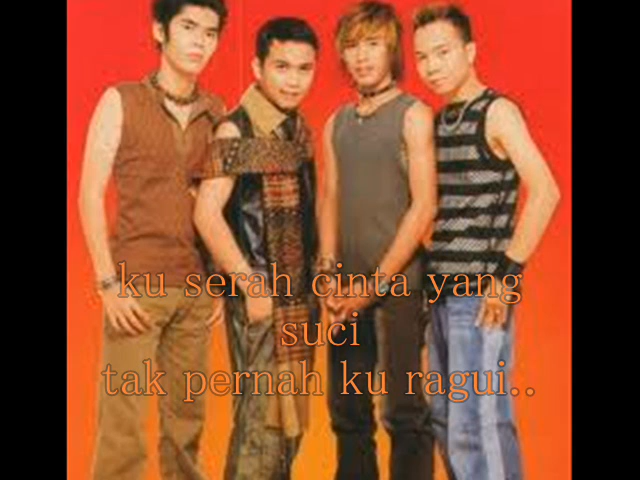 ku serah cinta yang
suci
tak pernah ku ragui..